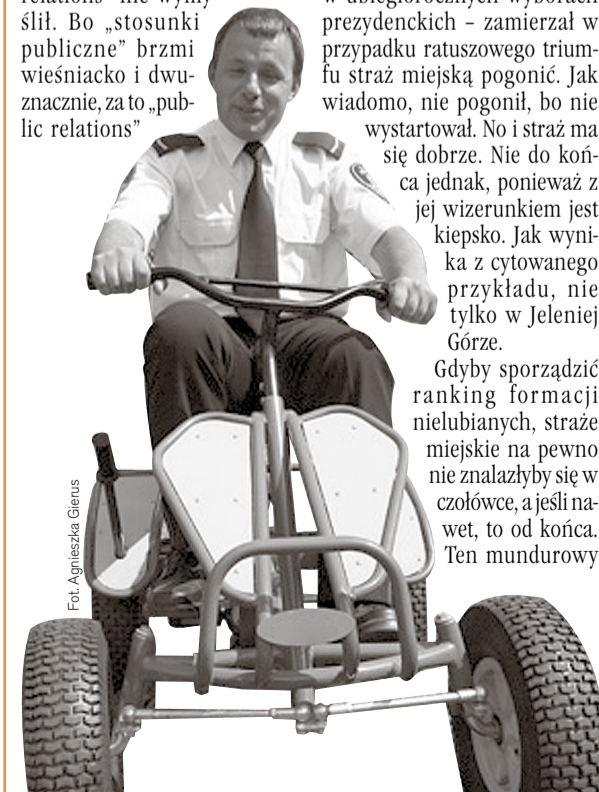 ślił. Bo „stosunki
publiczne” brzmi
wieśniacko i dwu-
znacznie, za to „pub-
lic relations”
w ubiegłorocznych wyborach
prezydenckich – zamierzał w
przypadku ratuszowego trium-
fu straż miejską pogonić. Jak
wiadomo, nie pogonił, bo nie
wystartował. No i straż ma
się dobrze. Nie do koń-
ca jednak, ponieważ z
jej wizerunkiem jest
kiepsko. Jak wyni-
ka z cytowanego
przykładu, nie
tylko w Jeleniej
Górze.
Gdyby sporządzić
ranking formacji
nielubianych, straże
miejskie na pewno
nie znalazłyby się w
czołówce, a jeśli na-
wet, to od końca.
Ten mundurowy
Fot. Agnieszka Gierus